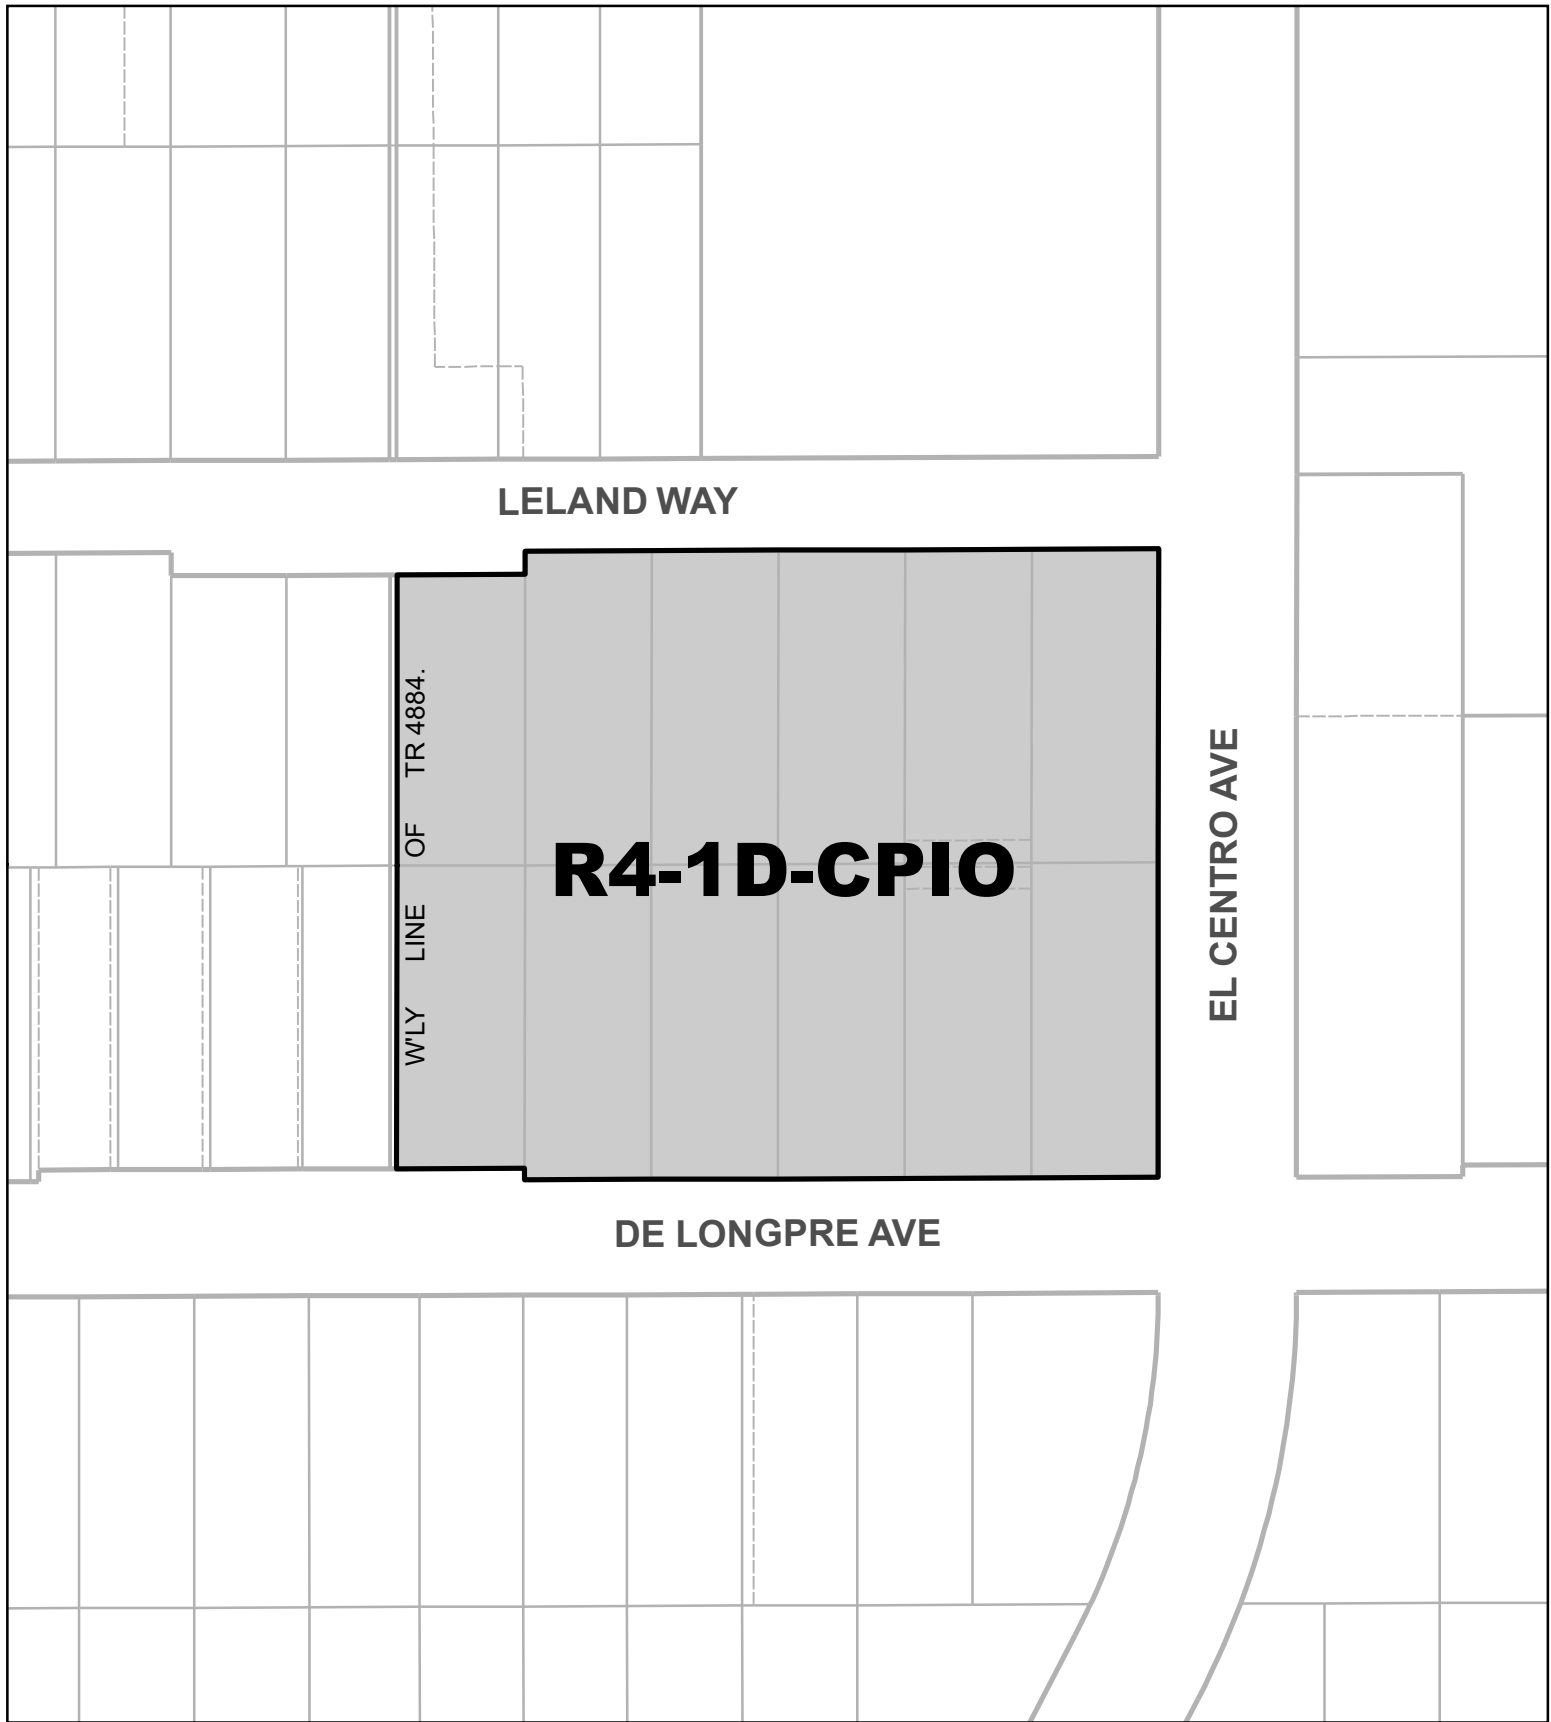 LELAND WAY
W'LY LINE OF TR 4884.
R4-1D-CPIO
EL CENTRO AVE
DE LONGPRE AVE